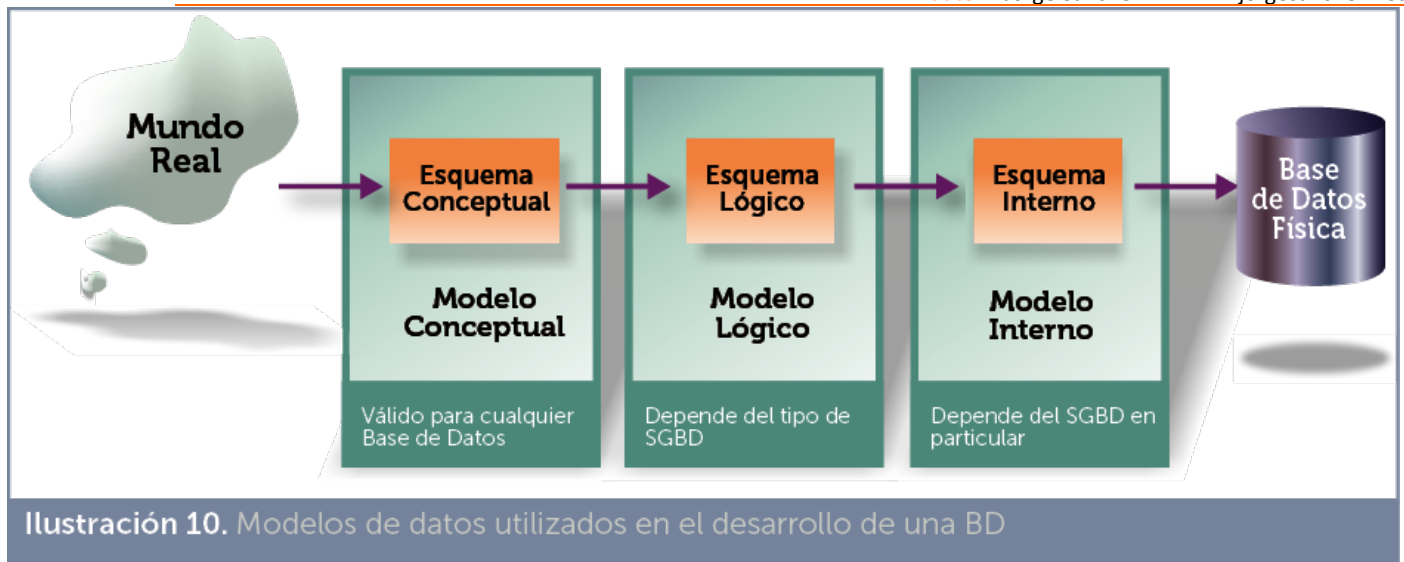 Mundo
Real
Esquema
Conceptual
Modelo
Conceptual
Válido para cualquier
Base de Datos
Esquema
Lógico
Modelo
Lógico
Depende del tipo de
SGBD
Esquema
Interno
Modelo
Interno
Depende del SGBD en
particular
Base
de Datos
Física
Ilustración 10. Modelos de datos utilizados en el desarrollo de una BD